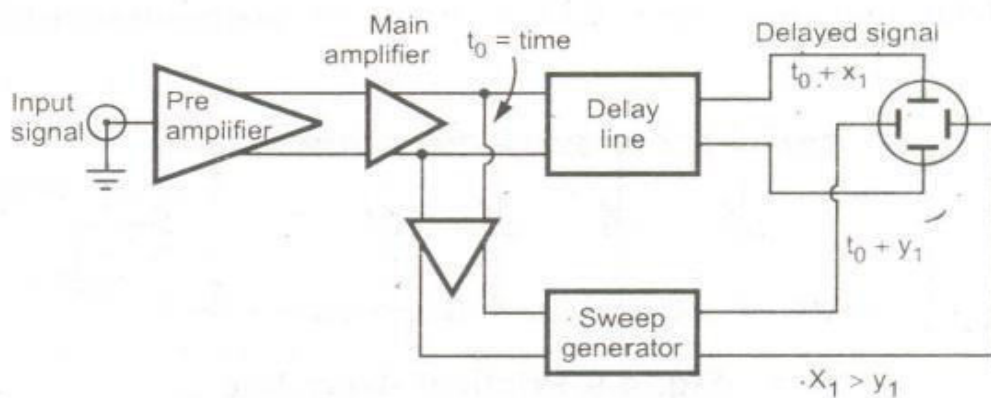 Main
amplifier
t₀ = time
Delayed signal
Input
signal
Pre
amplifier
Delay
line
t₀ + x₁
t₀ + y₁
Sweep
generator
X₁ > y₁